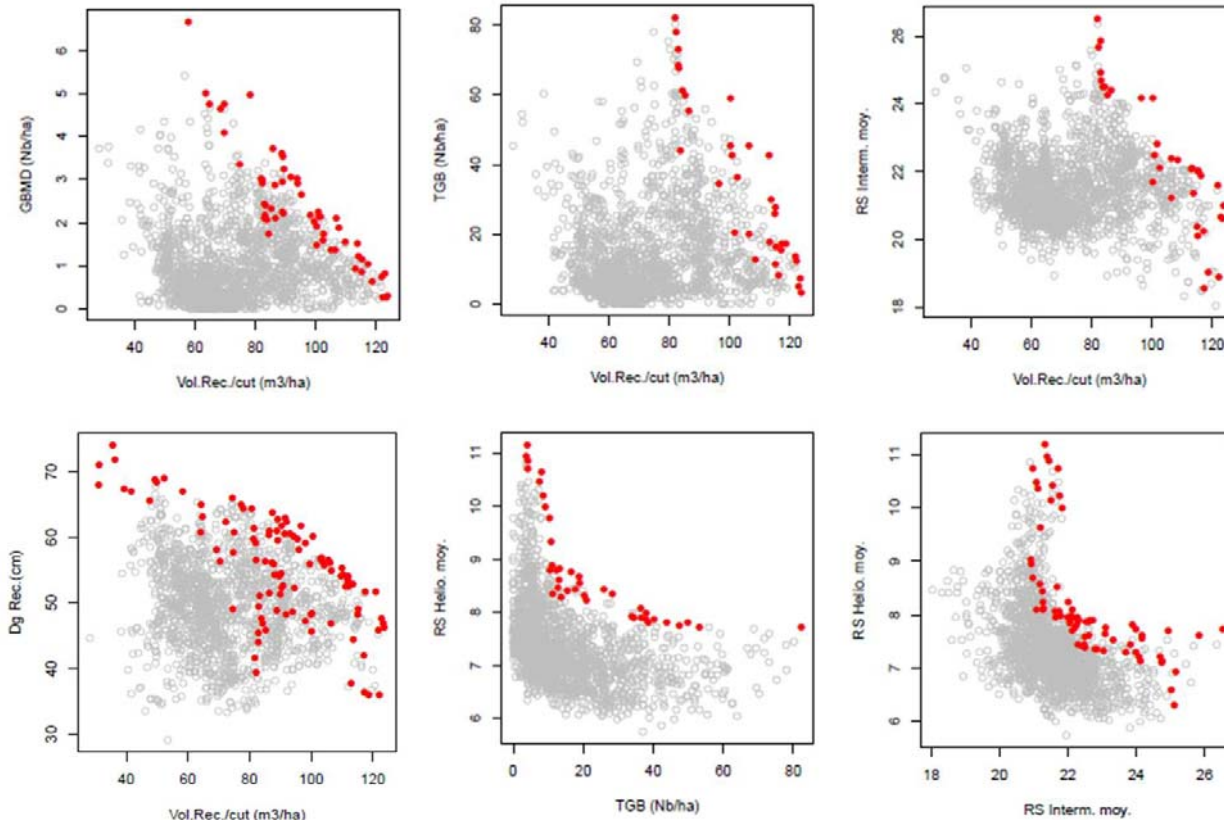 GBMD (Nb/ha)
0 1 2 3 4 5 6
40 60 80 100 120
Vol.Rec./cut (m3/ha)
TGB (Nb/ha)
0 20 40 60 80
40 60 80 100 120
Vol.Rec./cut (m3/ha)
RS Interm. moy.
18 20 22 24 26
40 60 80 100 120
Vol.Rec./cut (m3/ha)
Dg Rec.(cm)
30 40 50 60 70
40 60 80 100 120
Vol.Rec./cut (m3/ha)
RS Helio. moy.
6 7 8 9 10 11
0 20 40 60 80
TGB (Nb/ha)
RS Helio. moy.
6 7 8 9 10 11
18 20 22 24 26
RS Interm. moy.